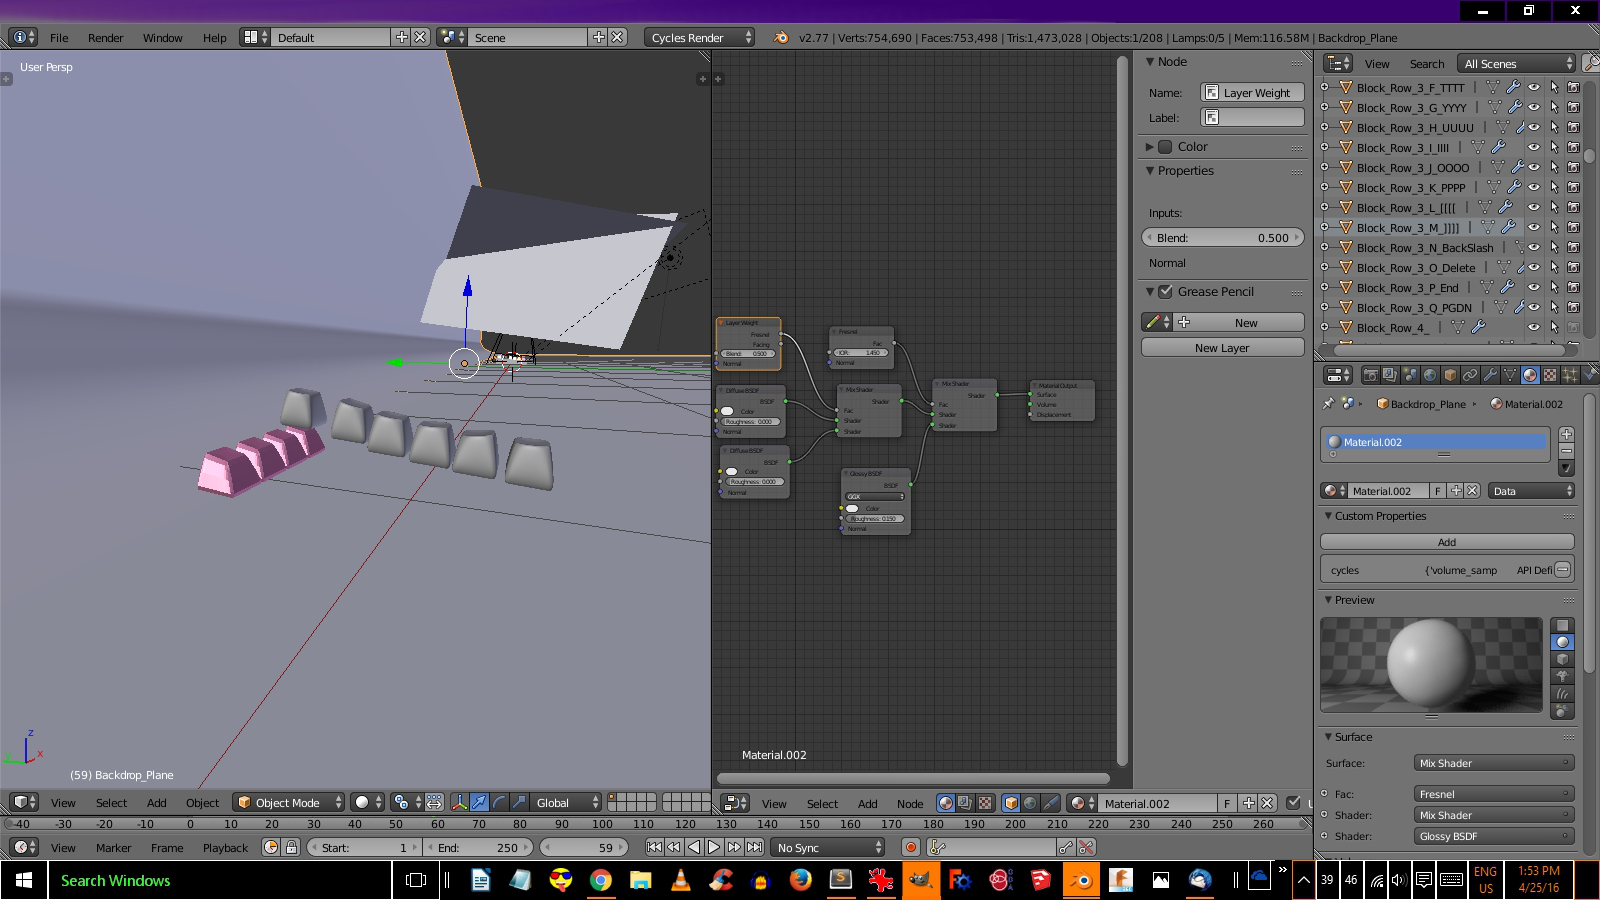 File Render Window Help Default Scene Cycles Render v2.77 | Verts:754,690 | Faces:753,498 | Tris:1,473,028 | Objects:1/208 | Lamps:0/5 | Mem:116.58M | Backdrop_Plane
User Persp
(59) Backdrop_Plane
z
x
View Select Add Object Object Mode Global
Layer Weight
Fresnel
Facing
Blend: 0.500
Normal
Fresnel
Fac
IOR: 1.450
Normal
Diffuse BSDF
BSDF
Color
Roughness: 0.000
Normal
Mix Shader
Shader
Fac
Shader
Shader
Mix Shader
Shader
Fac
Shader
Shader
Material Output
Surface
Volume
Displacement
Diffuse BSDF
BSDF
Color
Roughness: 0.000
Normal
Glossy BSDF
BSDF
GGX
Color
Roughness: 0.150
Normal
Material.002
View Select Add Node Material.002 F
Node
Name: Layer Weight
Label:
Color
Properties
Inputs:
Blend: 0.500
Normal
Grease Pencil
New
New Layer
View Search All Scenes
Block_Row_3_F_TTTT
Block_Row_3_G_YYYY
Block_Row_3_H_UUUU
Block_Row_3_I_IIII
Block_Row_3_J_OOOO
Block_Row_3_K_PPPP
Block_Row_3_L_[[[[
Block_Row_3_M_]]]]
Block_Row_3_N_BackSlash
Block_Row_3_O_Delete
Block_Row_3_P_End
Block_Row_3_Q_PGDN
Block_Row_4_
Backdrop_Plane Material.002
Material.002
Material.002 F Data
Custom Properties
Add
cycles {'volume_samp API Defi
Preview
Surface
Surface: Mix Shader
Fac: Fresnel
Shader: Mix Shader
Shader: Glossy BSDF
-40 -30 -20 -10 0 10 20 30 40 50 60 70 80 90 100 110 120 130 140 150 160 170 180 190 200 210 220 230 240 250 260
View Marker Frame Playback Start: 1 End: 250 59 No Sync
Search Windows
39 46
ENG
US
1:53 PM
4/25/16